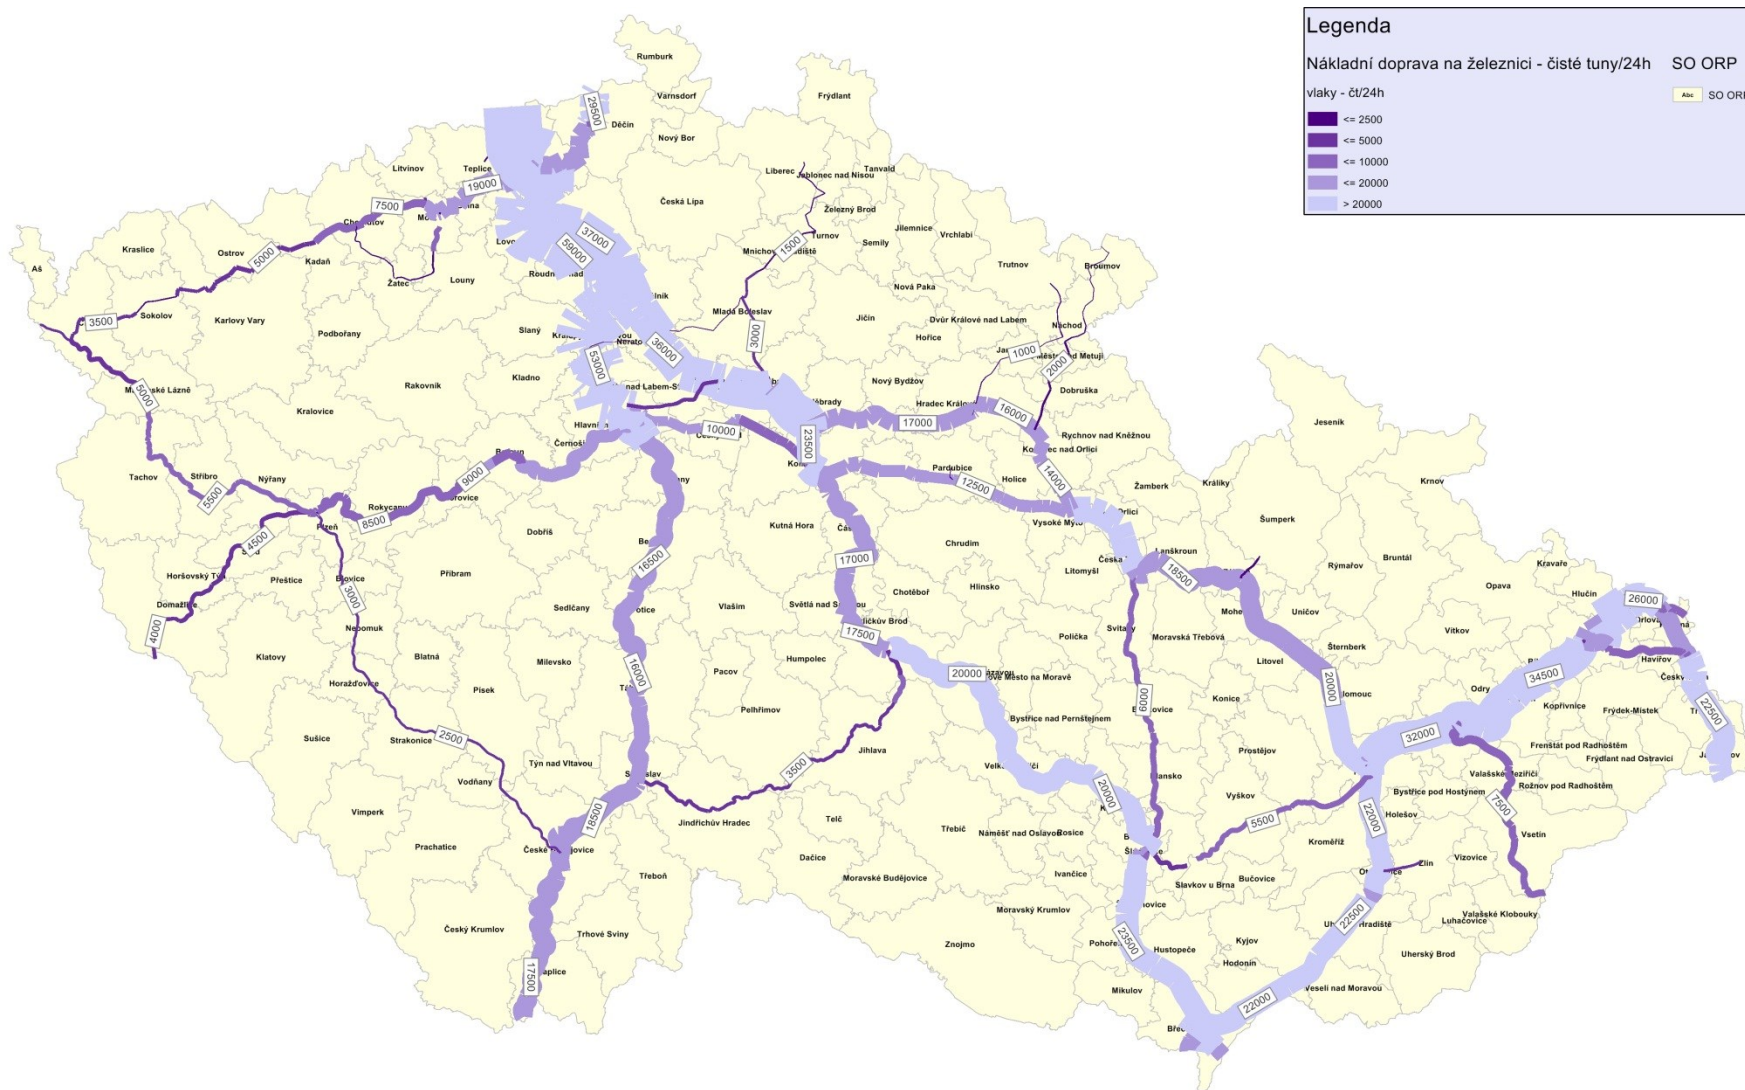 Legenda
Nákladní doprava na železnici - čisté tuny/24h
SO ORP
vlaky - čt/24h
Abc
SO ORP
<= 2500
<= 5000
<= 10000
<= 20000
> 20000
Rumburk
Varnsdorf
Frýdlant
29500
Děčín
Nový Bor
Litvínov
Teplice
Liberec
Jablonec nad Nisou
Tanvald
19000
7500
Česká Lípa
Železný Brod
Turnov
Semily
Jilemnice
Vrchlabí
37000
59000
1500
Kraslice
Ostrov
5000
Kadaň
Aš
Louny
Žatec
Trutnov
Broumov
Nová Paka
3500
Sokolov
Karlovy Vary
Podbořany
Slaný
Mladá Boleslav
Jičín
Dvůr Králové nad Labem
Hořice
Náchod
36000
3000
1000
2000
53000
Kladno
Rakovník
Kralovice
5000
Nový Bydžov
Dobruška
Hradec Králové
16000
17000
10000
23500
Rychnov nad Kněžnou
Jeseník
Tachov
Stříbro
Nýřany
5500
9000
8500
Rokycany
Plzeň
Pardubice
Holice
12500
14000
Žamberk
Králíky
Krnov
Šumperk
Vysoké Mýto
Kutná Hora
Dobříš
16500
4500
Horšovský Týn
Přeštice
Příbram
Chrudim
17000
Litomyšl
Lanškroun
18500
Rýmařov
Bruntál
Opava
Kravaře
Hlučín
26000
Domažlice
4000
3000
Nepomuk
Sedlčany
Vlašim
Chotěboř
Hlinsko
Uničov
Vítkov
Svitavy
Moravská Třebová
Polička
Šternberk
Litovel
Havířov
Klatovy
Blatná
Milevsko
17500
Humpolec
Pacov
16000
20000
34500
Horažďovice
Písek
Pelhřimov
Konice
6000
20000
Odry
Kopřivnice
Frýdek-Místek
22500
Bystřice nad Pernštejnem
Sušice
Strakonice
2500
Jihlava
3500
32000
Frenštát pod Radhoštěm
Frýdlant nad Ostravicí
Týn nad Vltavou
Vodňany
Prostějov
Valašské Meziříčí
Rožnov pod Radhoštěm
Bystřice pod Hostýnem
Vimperk
18500
Jindřichův Hradec
Telč
20000
Vyškov
22000
Holešov
7500
Třebíč
Náměšť nad Oslavou
Rosice
5500
Vsetín
Prachatice
České Budějovice
Dačice
Kroměříž
Zlín
Vizovice
Třeboň
Moravské Budějovice
Ivančice
Slavkov u Brna
Bučovice
Moravský Krumlov
22500
Luhačovice
Valašské Klobouky
Český Krumlov
Trhové Sviny
Znojmo
23500
Hustopeče
Kyjov
Hodonín
Uherský Brod
17500
Mikulov
22000
Veselí nad Moravou